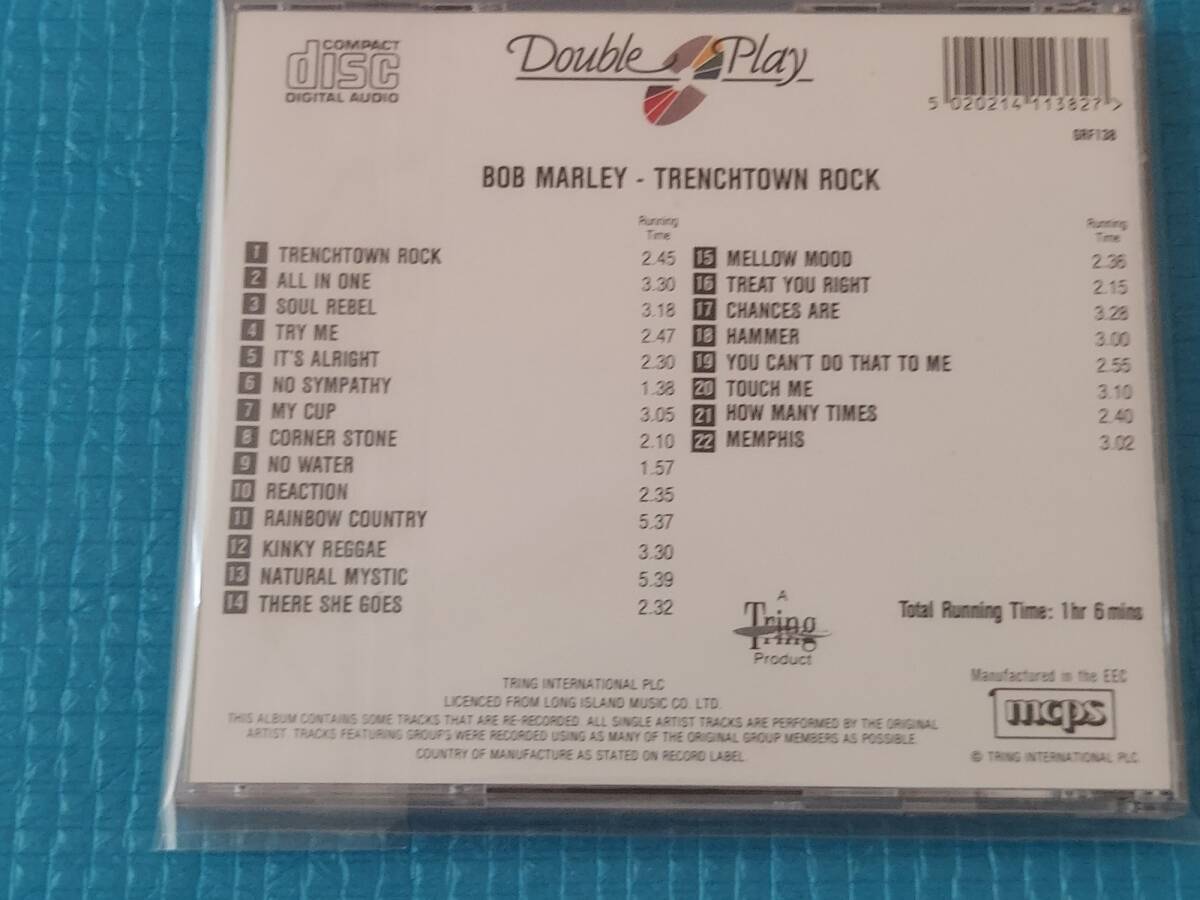 COMPACT
disc
DIGITAL AUDIO
Double Play
5 020214 113827 >
GRF138
BOB MARLEY - TRENCHTOWN ROCK
Running
Time
1 TRENCHTOWN ROCK 2.45
2 ALL IN ONE 3.30
3 SOUL REBEL 3.18
4 TRY ME 2.47
5 IT'S ALRIGHT 2.30
6 NO SYMPATHY 1.38
7 MY CUP 3.05
8 CORNER STONE 2.10
9 NO WATER 1.57
10 REACTION 2.35
11 RAINBOW COUNTRY 5.37
12 KINKY REGGAE 3.30
13 NATURAL MYSTIC 5.39
14 THERE SHE GOES 2.32
Running
Time
15 MELLOW MOOD 2.36
16 TREAT YOU RIGHT 2.15
17 CHANCES ARE 3.28
18 HAMMER 3.00
19 YOU CAN'T DO THAT TO ME 2.55
20 TOUCH ME 3.10
21 HOW MANY TIMES 2.40
22 MEMPHIS 3.02
A
Tring
Product
Total Running Time: 1 hr 6 mins
TRING INTERNATIONAL PLC
LICENCED FROM LONG ISLAND MUSIC CO. LTD.
THIS ALBUM CONTAINS SOME TRACKS THAT ARE RE-RECORDED. ALL SINGLE ARTIST TRACKS ARE PERFORMED BY THE ORIGINAL
ARTIST. TRACKS FEATURING GROUPS WERE RECORDED USING AS MANY OF THE ORIGINAL GROUP MEMBERS AS POSSIBLE.
COUNTRY OF MANUFACTURE AS STATED ON RECORD LABEL.
Manufactured in the EEC
mcps
© TRING INTERNATIONAL PLC